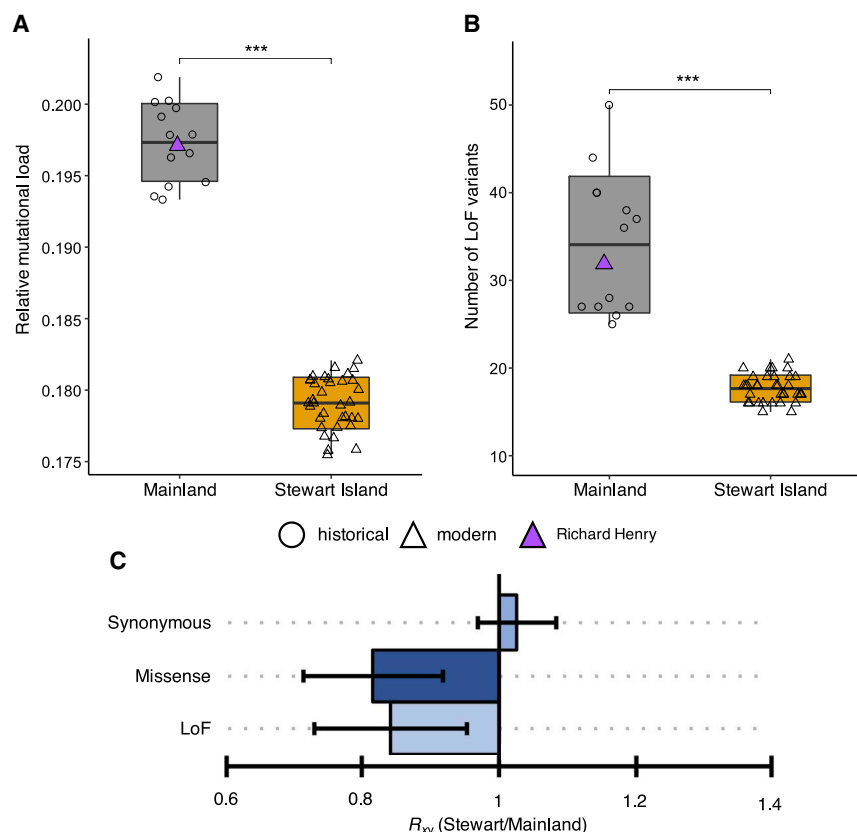 A
***
Relative mutational load
0.200
0.195
0.190
0.185
0.180
0.175
Mainland
Stewart Island
B
***
Number of LoF variants
50
40
30
20
10
Mainland
Stewart Island
historical
modern
Richard Henry
C
Synonymous
Missense
LoF
0.6
0.8
1
1.2
1.4
Rxy (Stewart/Mainland)